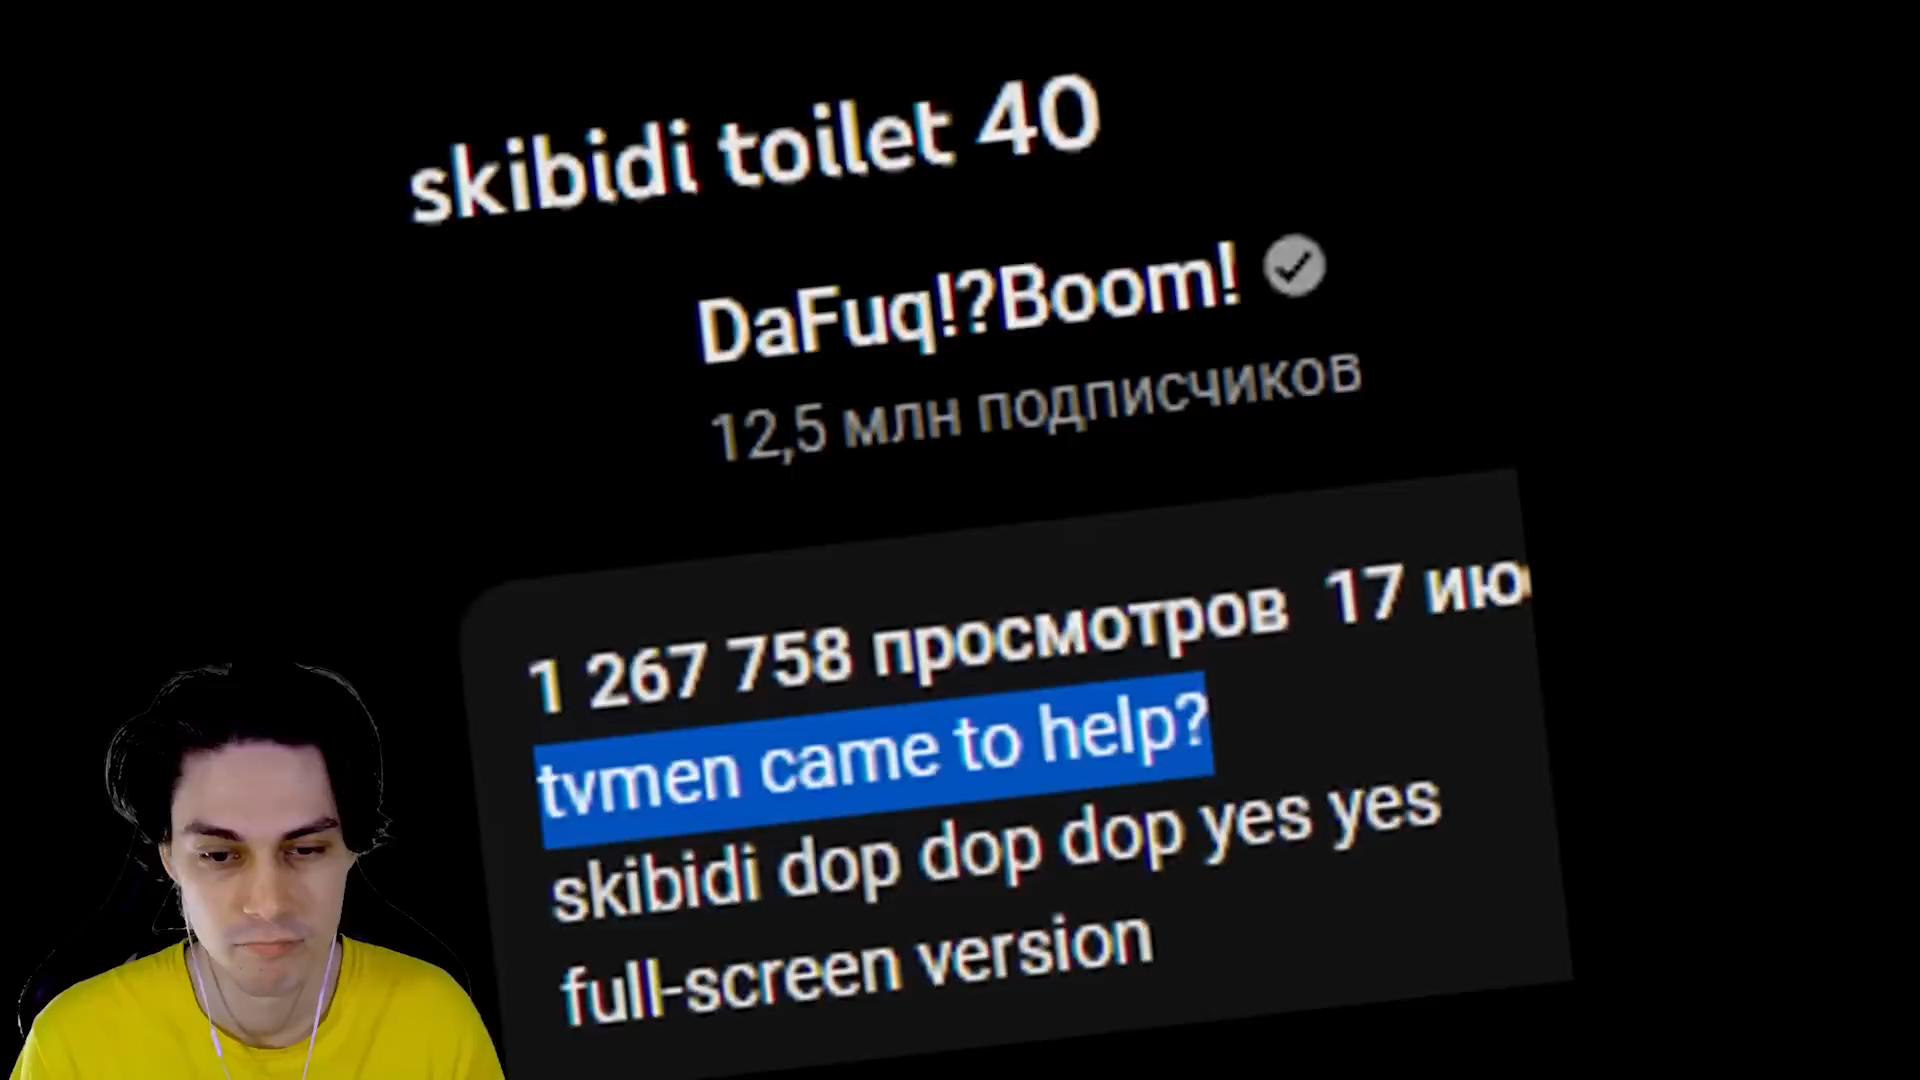 skibidi toilet 40
DaFuq!?Boom!
12,5 млн подписчиков
1 267 758 просмотров 17
tvmen came to help?
skibidi dop dop dop yes yes
full-screen version